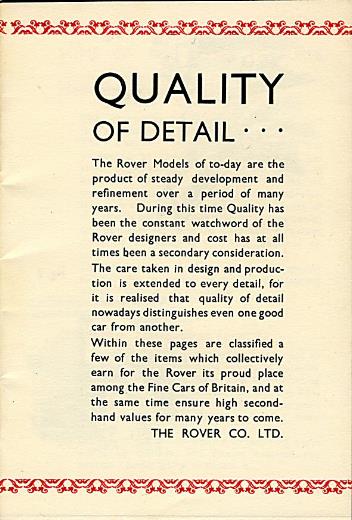 QUALITY
OF DETAIL · · ·
The Rover Models of to-day are the
product of steady development and
refinement over a period of many
years. During this time Quality has
been the constant watchword of the
Rover designers and cost has at all
times been a secondary consideration.
The care taken in design and produc-
tion is extended to every detail, for
it is realised that quality of detail
nowadays distinguishes even one good
car from another.
Within these pages are classified a
few of the items which collectively
earn for the Rover its proud place
among the Fine Cars of Britain, and at
the same time ensure high second-
hand values for many years to come.
THE ROVER CO. LTD.